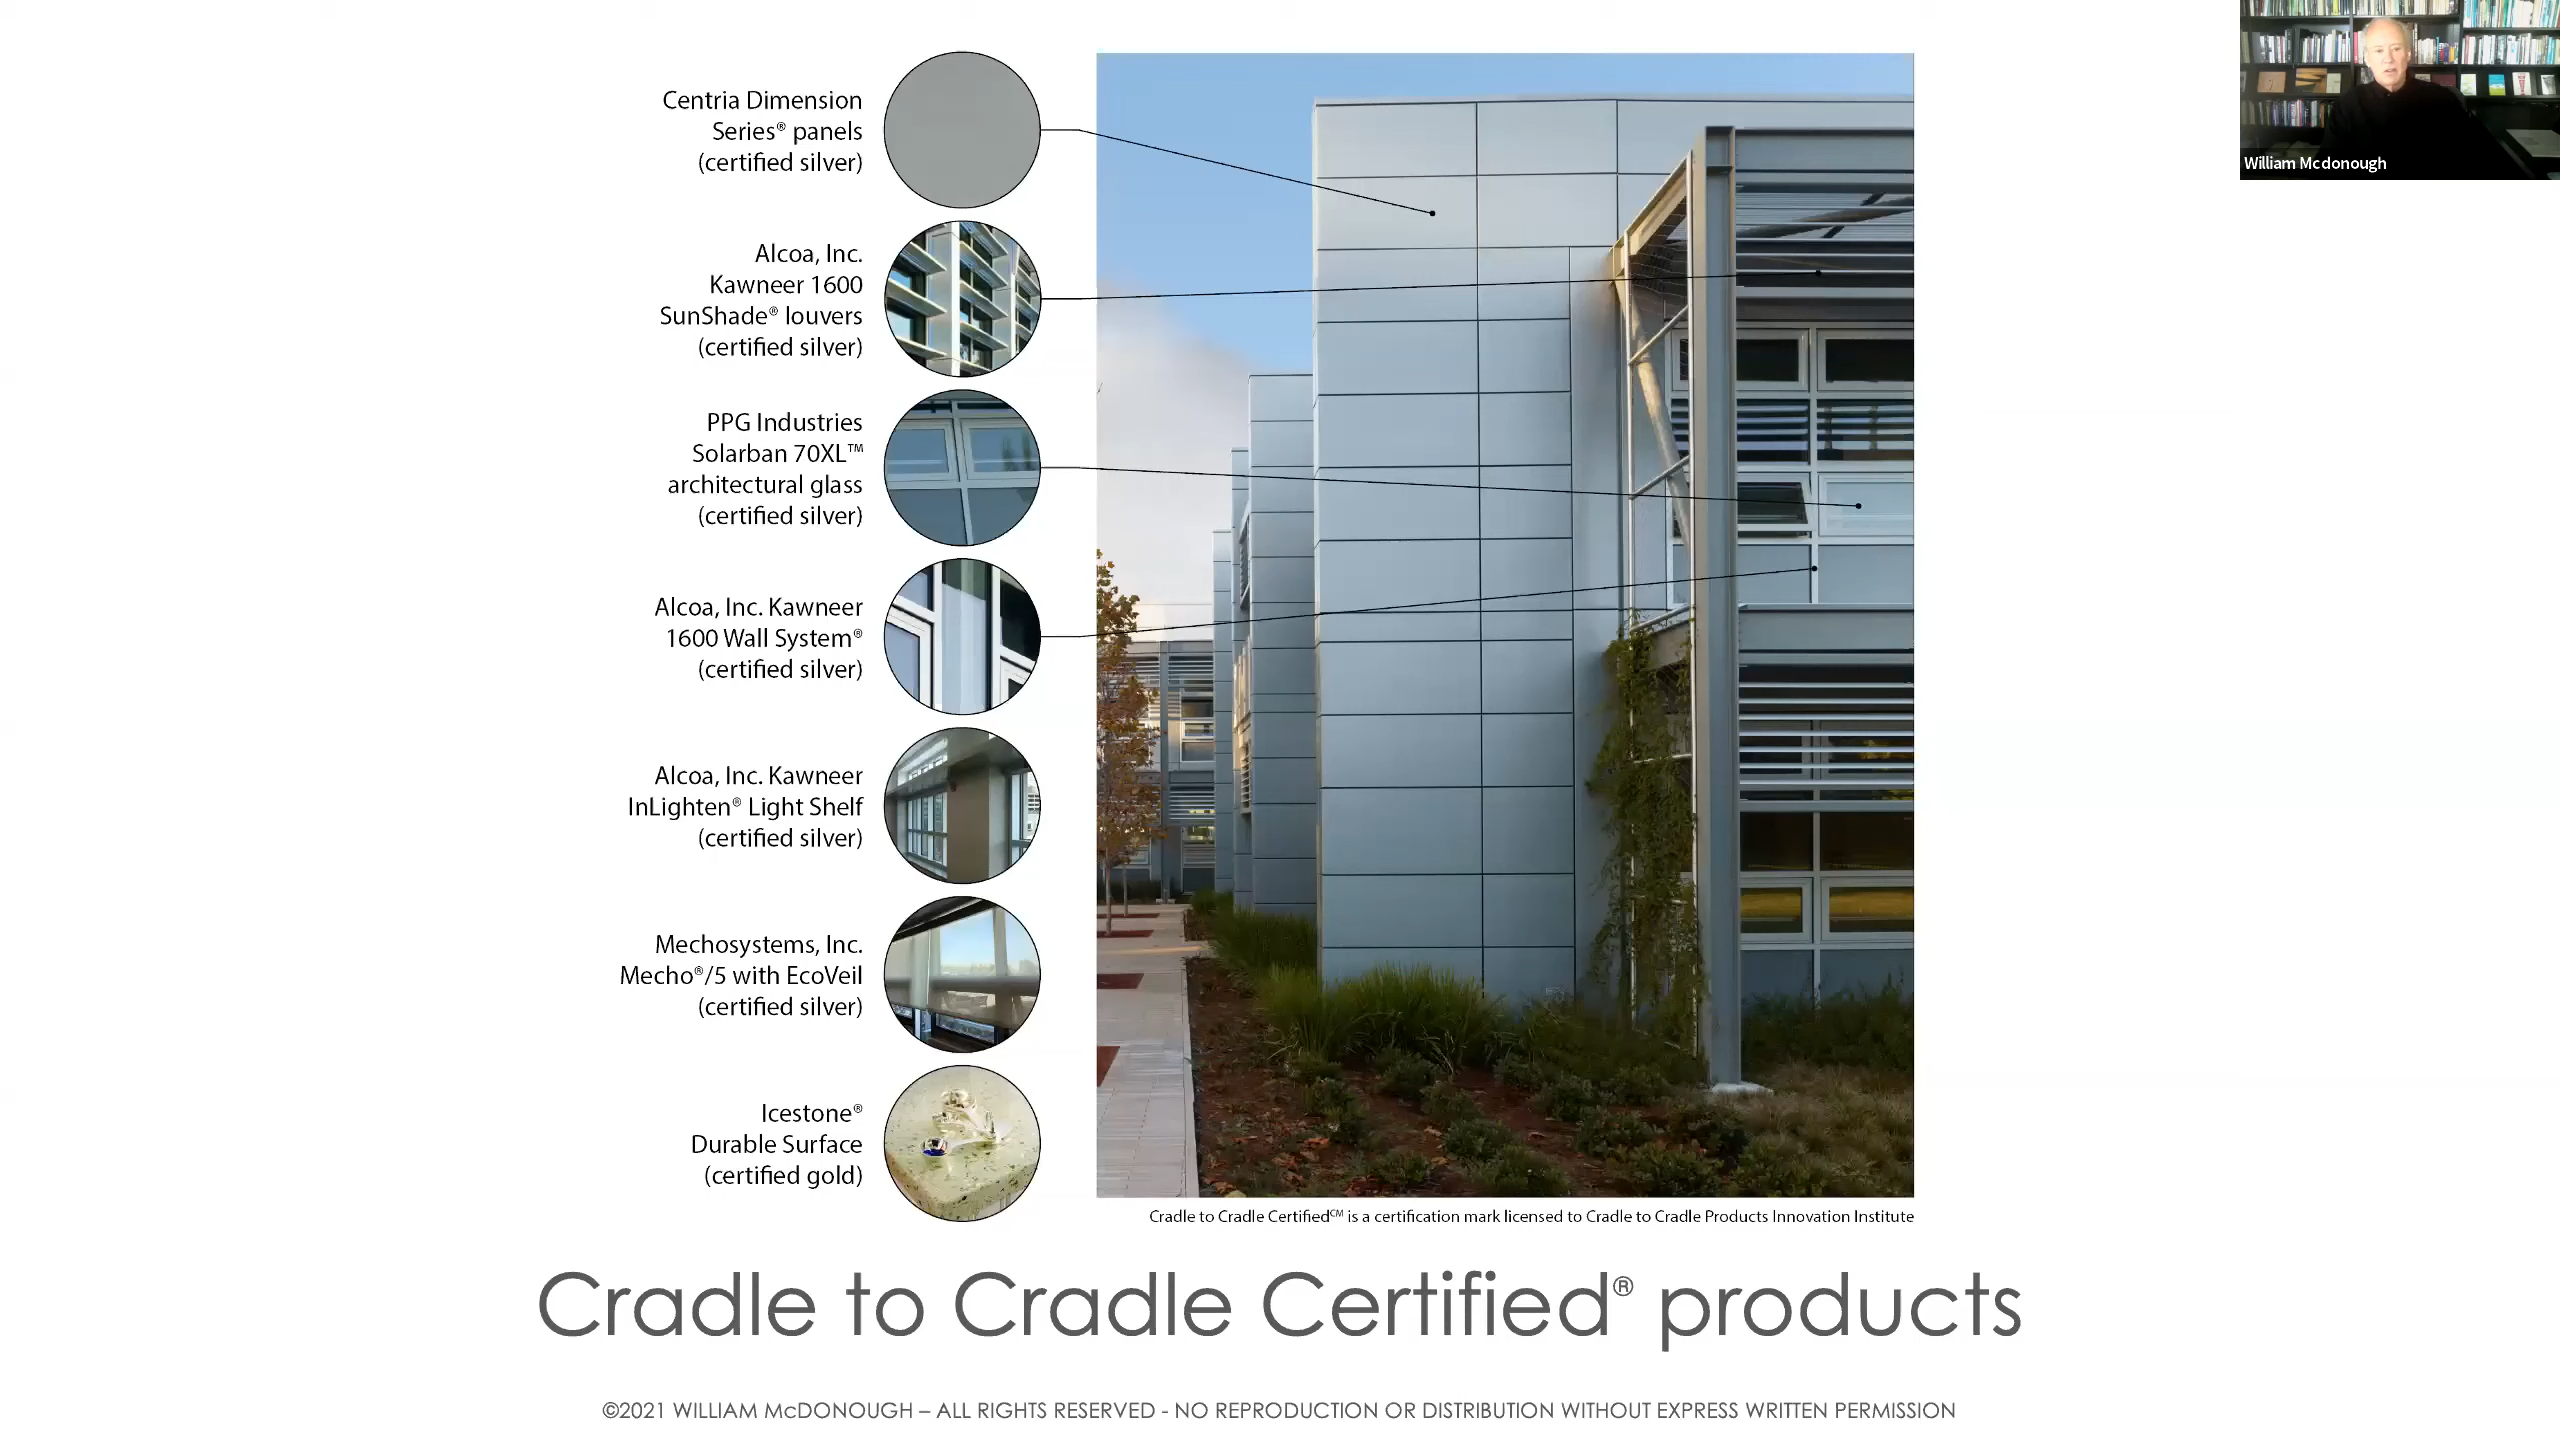 Centria Dimension
Series® panels
(certified silver)
Alcoa, Inc.
Kawneer 1600
SunShade® louvers
(certified silver)
PPG Industries
Solarban 70XL™
architectural glass
(certified silver)
Alcoa, Inc. Kawneer
1600 Wall System®
(certified silver)
Alcoa, Inc. Kawneer
InLighten® Light Shelf
(certified silver)
Mechosystems, Inc.
Mecho®/5 with EcoVeil
(certified silver)
Icestone®
Durable Surface
(certified gold)
William Mcdonough
Cradle to Cradle Certified℠ is a certification mark licensed to Cradle to Cradle Products Innovation Institute
Cradle to Cradle Certified® products
©2021 WILLIAM McDONOUGH – ALL RIGHTS RESERVED - NO REPRODUCTION OR DISTRIBUTION WITHOUT EXPRESS WRITTEN PERMISSION